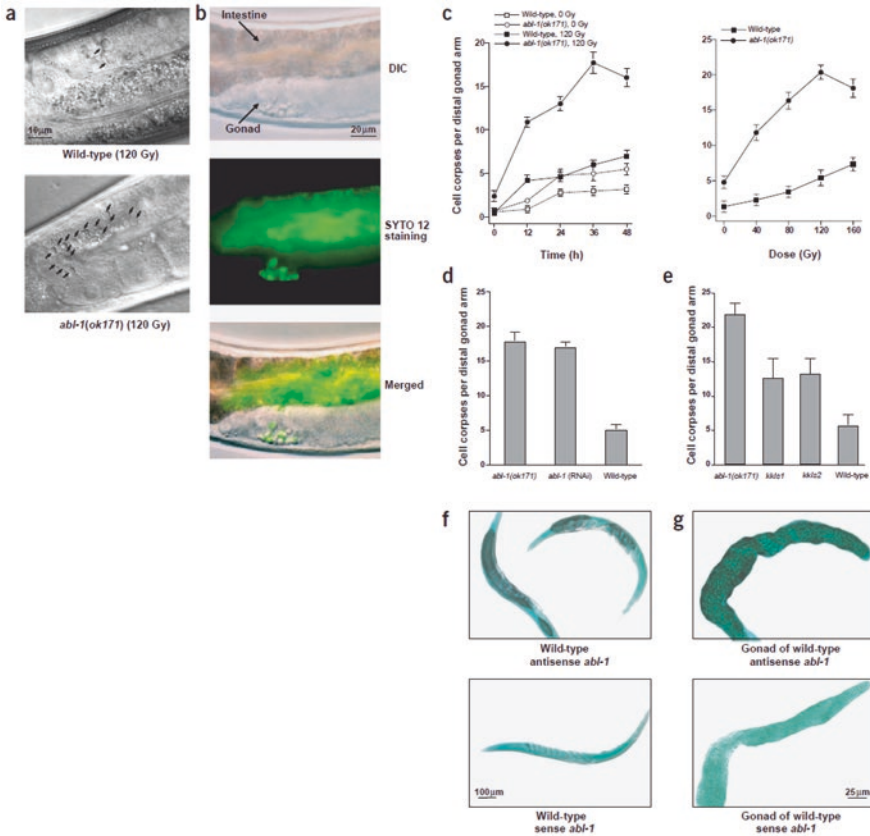 a
10μm
Wild-type (120 Gy)
abl-1(ok171) (120 Gy)
b
Intestine
Gonad
20μm
DIC
SYTO 12
staining
Merged
c
Wild-type, 0 Gy
abl-1(ok171), 0 Gy
Wild-type, 120 Gy
abl-1(ok171), 120 Gy
Cell corpses per distal gonad arm
20
15
10
5
0
0
12
24
36
48
Time (h)
Wild-type
abl-1(ok171)
25
20
15
10
5
0
0
40
80
120
160
Dose (Gy)
d
Cell corpses per distal gonad arm
25
20
15
10
5
0
abl-1(ok171)
abl-1 (RNAi)
Wild-type
e
Cell corpses per distal gonad arm
25
20
15
10
5
0
abl-1(ok171)
kkIs1
kkIs2
Wild-type
f
Wild-type
antisense abl-1
100μm
Wild-type
sense abl-1
g
Gonad of wild-type
antisense abl-1
25μm
Gonad of wild-type
sense abl-1